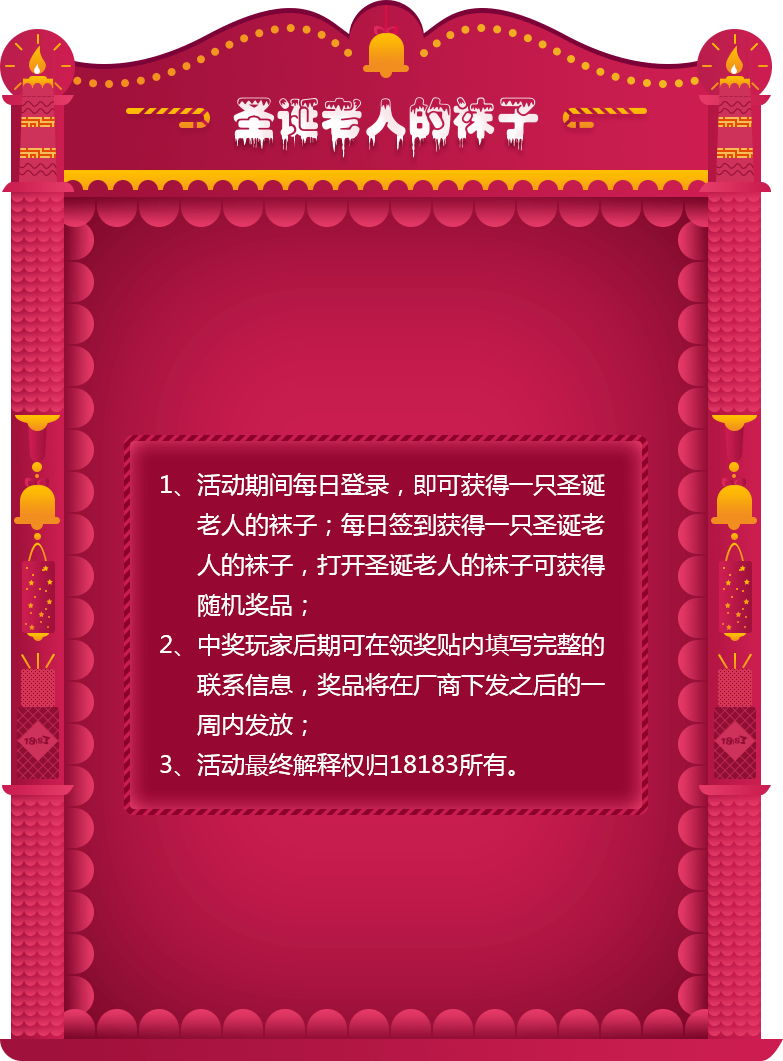 圣诞老人的袜子
1、活动期间每日登录，即可获得一只圣诞
老人的袜子；每日签到获得一只圣诞老
人的袜子，打开圣诞老人的袜子可获得
随机奖品；
2、中奖玩家后期可在领奖贴内填写完整的
联系信息，奖品将在厂商下发之后的一
周内发放；
3、活动最终解释权归18183所有。